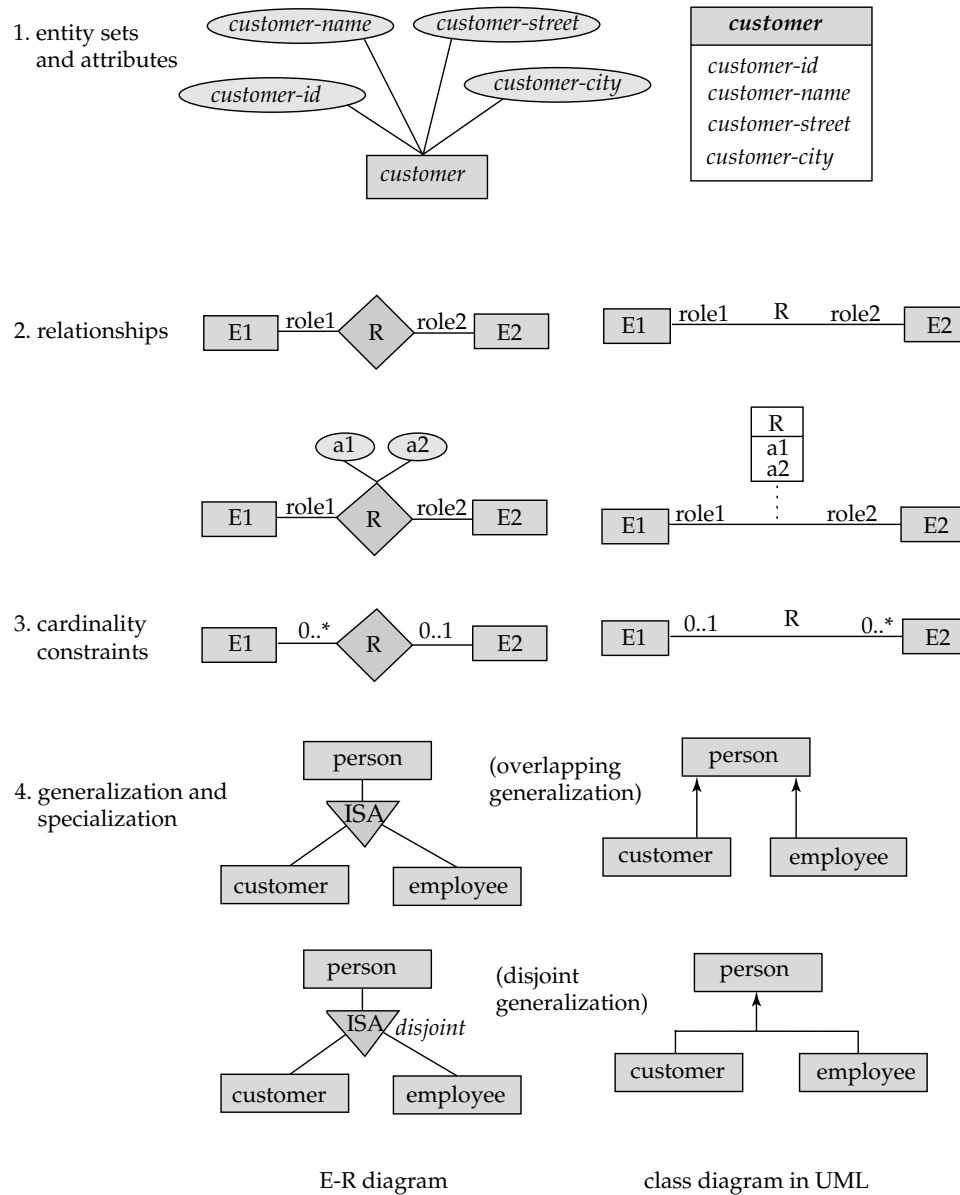 1. entity sets
and attributes
customer-name
customer-street
customer-id
customer-city
customer
customer
customer-id
customer-name
customer-street
customer-city
2. relationships
E1 role1 R role2 E2
E1 role1 R role2 E2
a1 a2
E1 role1 R role2 E2
R
a1
a2
E1 role1 role2 E2
3. cardinality
constraints
E1 0..* R 0..1 E2
E1 0..1 R 0..* E2
4. generalization and
specialization
person
ISA
customer employee
(overlapping
generalization)
person
customer employee
person
ISA disjoint
customer employee
(disjoint
generalization)
person
customer employee
E-R diagram class diagram in UML